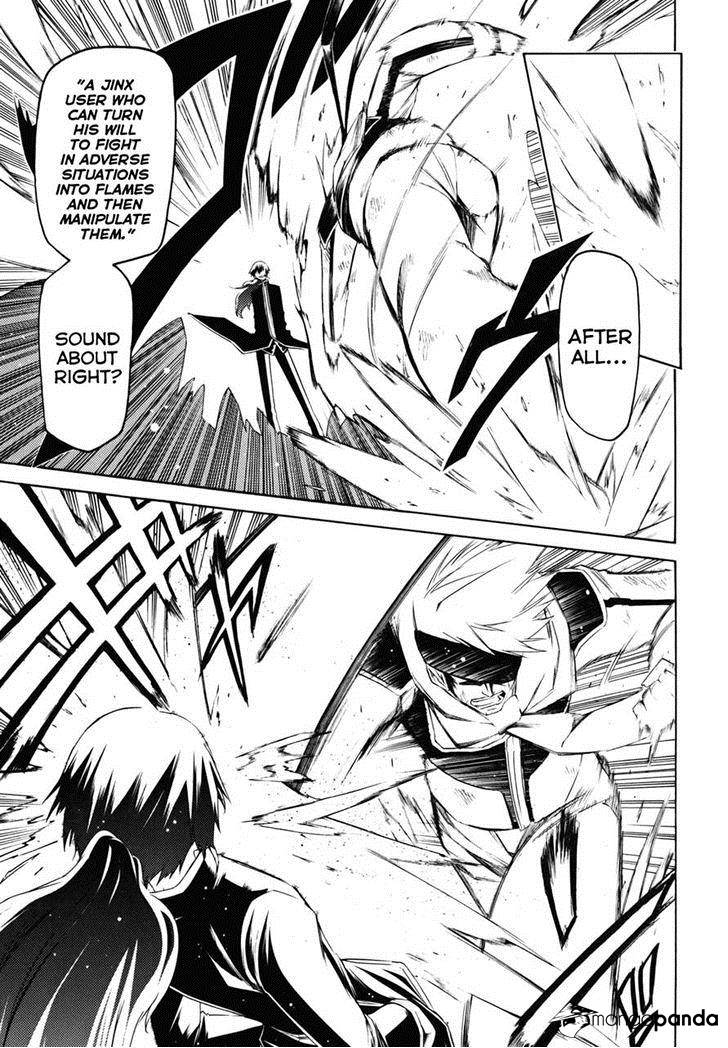 AFTER
ALL...
"A JINX
USER WHO
CAN TURN
HIS WILL
TO FIGHT
IN ADVERSE
SITUATIONS
INTO FLAMES
AND THEN
MANIPULATE
THEM."
SOUND
ABOUT
RIGHT?
mangapanda